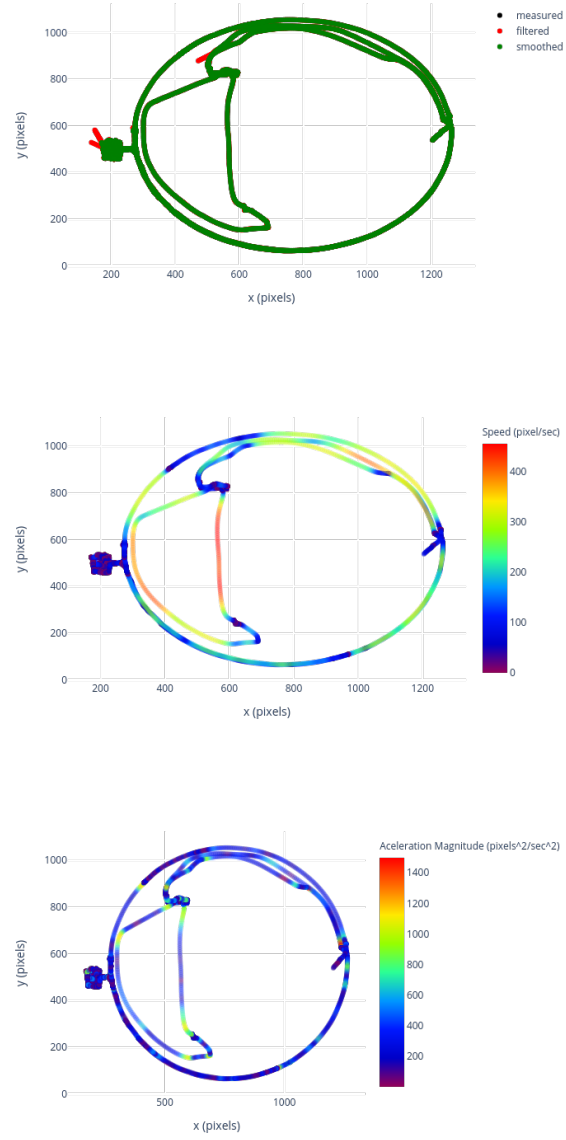 measured
filtered
smoothed
1000
800
600
400
200
0
y (pixels)
200 400 600 800 1000 1200
x (pixels)
Speed (pixel/sec)
400
300
200
100
0
1000
800
600
400
200
0
y (pixels)
200 400 600 800 1000 1200
x (pixels)
Aceleration Magnitude (pixels^2/sec^2)
1400
1200
1000
800
600
400
200
1000
800
600
400
200
0
y (pixels)
500 1000
x (pixels)